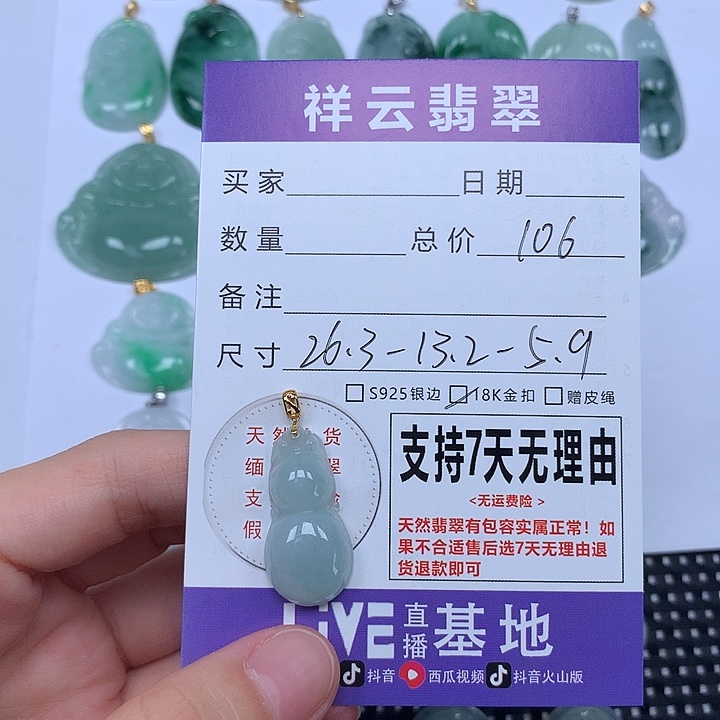 祥云翡翠
买家 日期
数量 总价 106
备注
尺寸 26.3-13.2-5.9
S925银边 18K金扣 赠皮绳
天然 货
缅
支
假
支持7天无理由
<无运费险>
天然翡翠有包容实属正常！如
果不合适售后选7天无理由退
货退款即可
LIVE 直播 基地
抖音 西瓜视频 抖音火山版